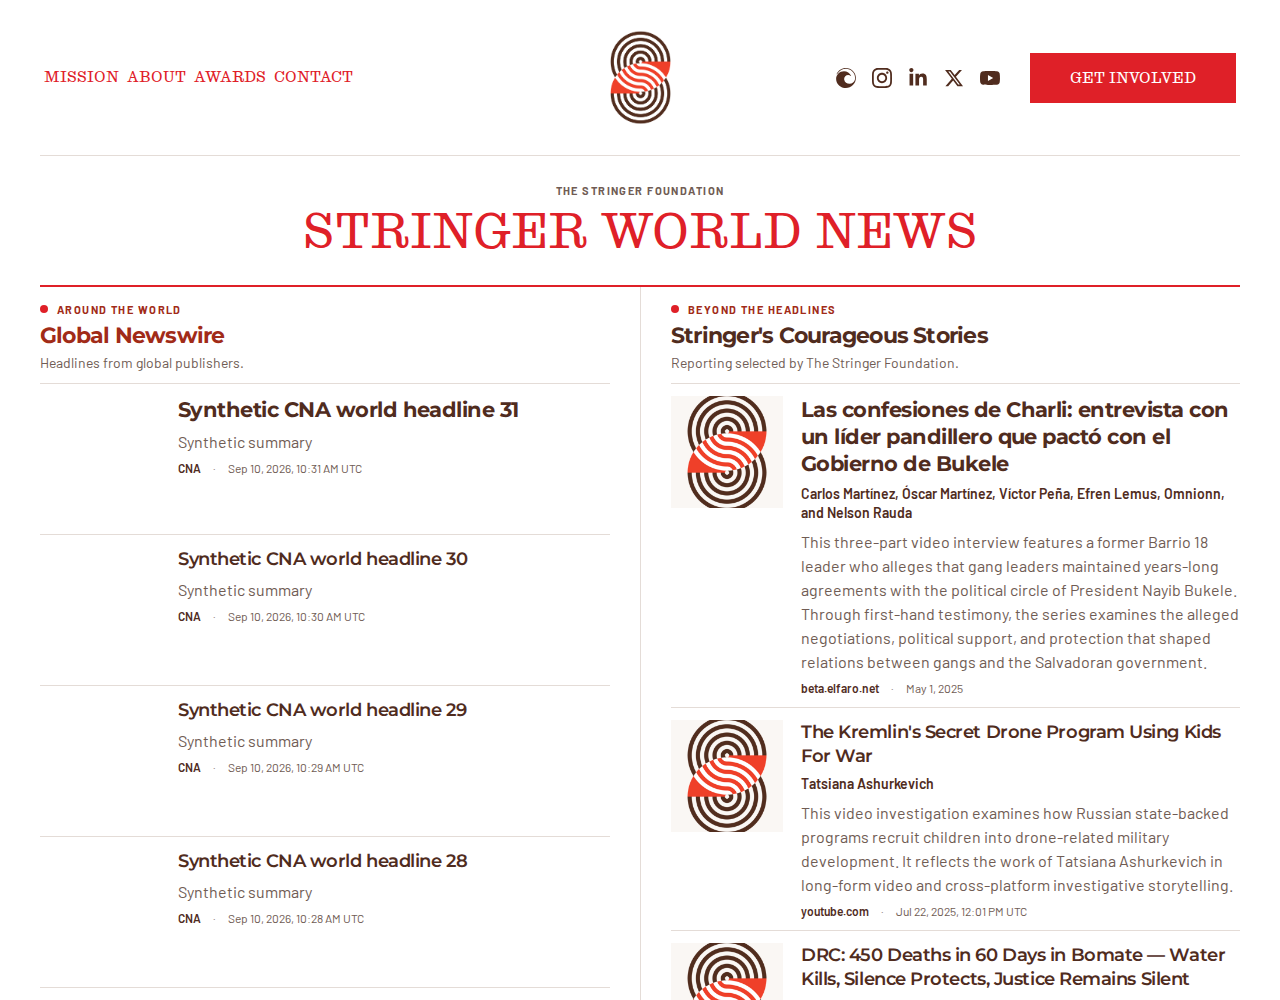 MISSION ABOUT AWARDS CONTACT
GET INVOLVED
THE STRINGER FOUNDATION
STRINGER WORLD NEWS
AROUND THE WORLD
Global Newswire
Headlines from global publishers.
Synthetic CNA world headline 31
Synthetic summary
CNA · Sep 10, 2026, 10:31 AM UTC
Synthetic CNA world headline 30
Synthetic summary
CNA · Sep 10, 2026, 10:30 AM UTC
Synthetic CNA world headline 29
Synthetic summary
CNA · Sep 10, 2026, 10:29 AM UTC
Synthetic CNA world headline 28
Synthetic summary
CNA · Sep 10, 2026, 10:28 AM UTC
BEYOND THE HEADLINES
Stringer's Courageous Stories
Reporting selected by The Stringer Foundation.
Las confesiones de Charli: entrevista con
un líder pandillero que pactó con el
Gobierno de Bukele
Carlos Martínez, Óscar Martínez, Víctor Peña, Efren Lemus, Omnionn,
and Nelson Rauda
This three-part video interview features a former Barrio 18
leader who alleges that gang leaders maintained years-long
agreements with the political circle of President Nayib Bukele.
Through first-hand testimony, the series examines the alleged
negotiations, political support, and protection that shaped
relations between gangs and the Salvadoran government.
beta.elfaro.net · May 1, 2025
The Kremlin's Secret Drone Program Using Kids
For War
Tatsiana Ashurkevich
This video investigation examines how Russian state-backed
programs recruit children into drone-related military
development. It reflects the work of Tatsiana Ashurkevich in
long-form video and cross-platform investigative storytelling.
youtube.com · Jul 22, 2025, 12:01 PM UTC
DRC: 450 Deaths in 60 Days in Bomate — Water
Kills, Silence Protects, Justice Remains Silent